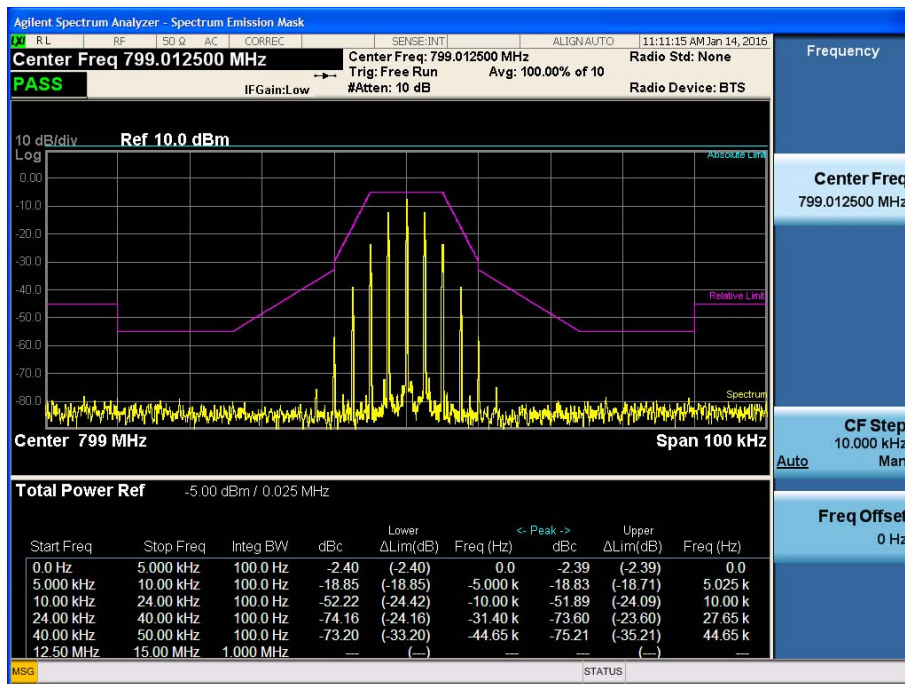 Agilent Spectrum Analyzer - Spectrum Emission Mask
LXI RL RF 50 Ω AC CORREC SENSE:INT ALIGN AUTO 11:11:15 AM Jan 14, 2016
Center Freq 799.012500 MHz
Center Freq: 799.012500 MHz
Radio Std: None
Trig: Free Run Avg: 100.00% of 10
PASS
IFGain:Low
#Atten: 10 dB
Radio Device: BTS
10 dB/div Ref 10.0 dBm
Log
Absolute Limit
0.00
-10.0
-20.0
-30.0
-40.0
Relative Limit
-50.0
-60.0
-70.0
Spectrum
-80.0
Center 799 MHz Span 100 kHz
Total Power Ref -5.00 dBm / 0.025 MHz
Lower <- Peak -> Upper
Start Freq Stop Freq Integ BW dBc ΔLim(dB) Freq (Hz) dBc ΔLim(dB) Freq (Hz)
0.0 Hz 5.000 kHz 100.0 Hz -2.40 (-2.40) 0.0 -2.39 (-2.39) 0.0
5.000 kHz 10.00 kHz 100.0 Hz -18.85 (-18.85) -5.000 k -18.83 (-18.71) 5.025 k
10.00 kHz 24.00 kHz 100.0 Hz -52.22 (-24.42) -10.00 k -51.89 (-24.09) 10.00 k
24.00 kHz 40.00 kHz 100.0 Hz -74.16 (-24.16) -31.40 k -73.60 (-23.60) 27.65 k
40.00 kHz 50.00 kHz 100.0 Hz -73.20 (-33.20) -44.65 k -75.21 (-35.21) 44.65 k
12.50 MHz 15.00 MHz 1.000 MHz --- (---) --- --- (---) ---
MSG STATUS
Frequency
Center Freq
799.012500 MHz
CF Step
10.000 kHz
Auto Man
Freq Offset
0 Hz